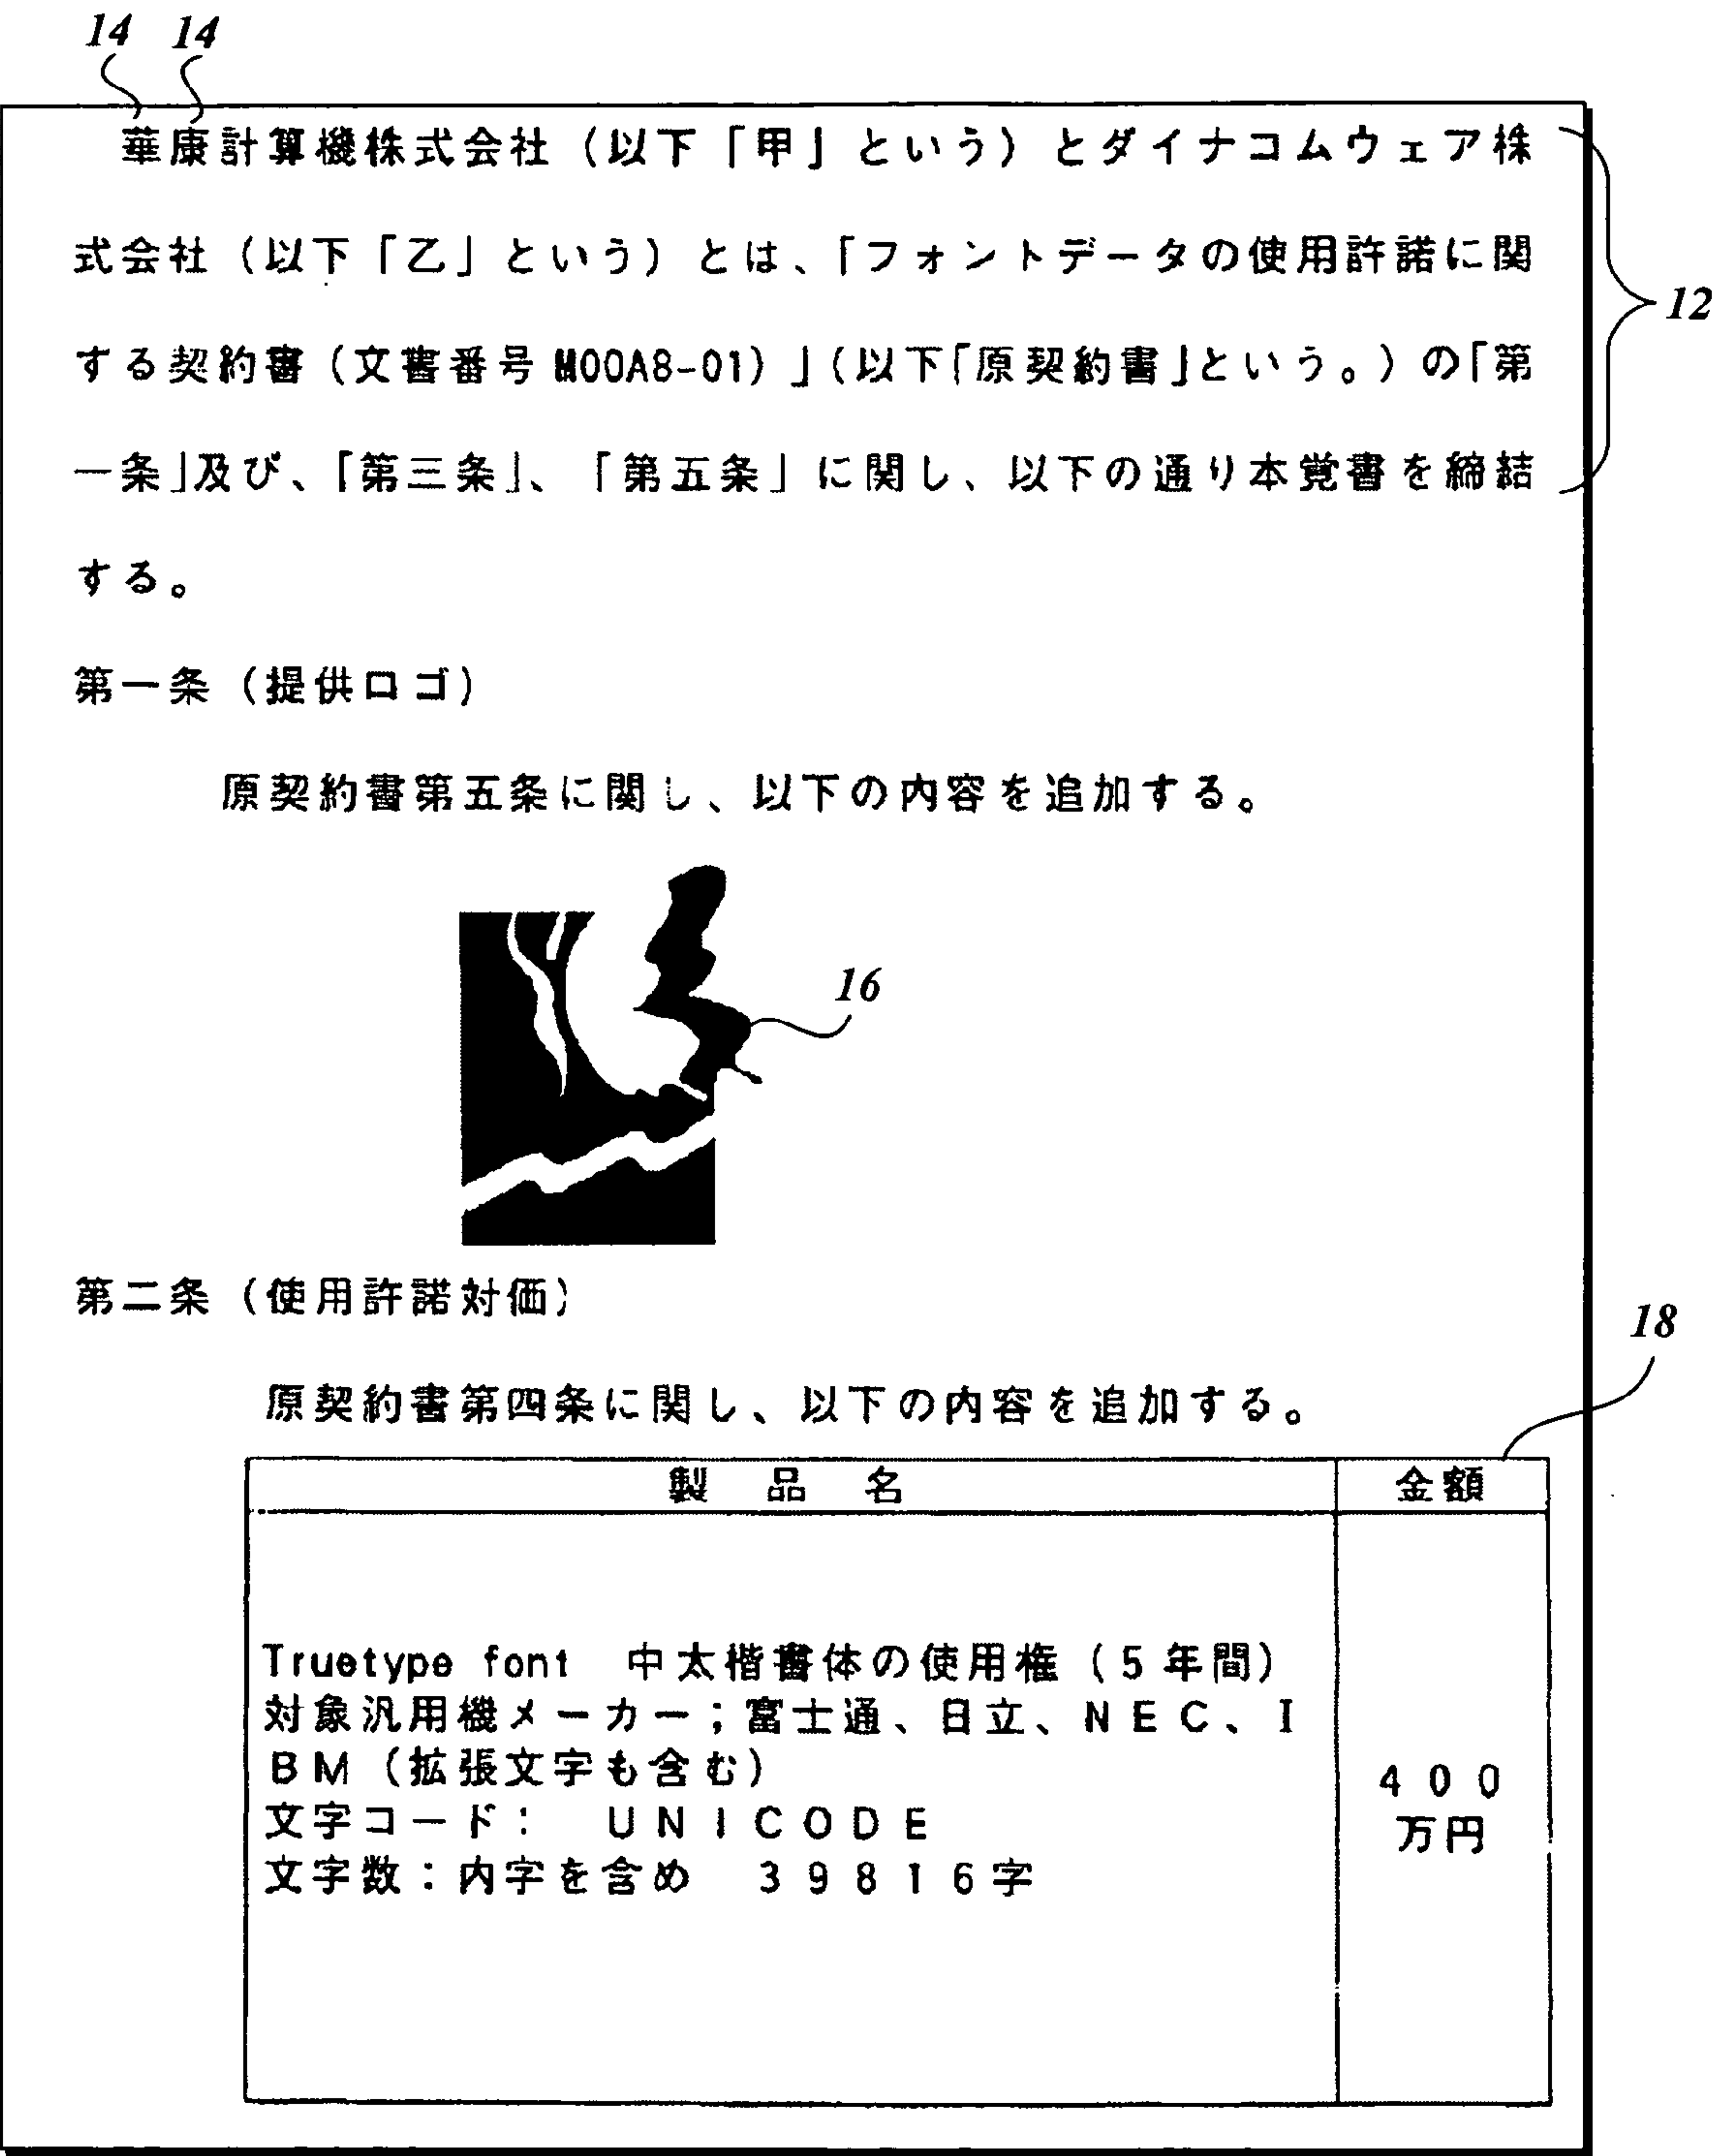 14 14
華康計算機株式会社（以下「甲」という）とダイナコムウェア株
式会社（以下「乙」という）とは、「フォントデータの使用許諾に関
する契約書（文書番号 M00A8-01）」（以下「原契約書」という。）の「第
一条」及び、「第三条」、「第五条」に関し、以下の通り本覚書を締結
する。
12
第一条（提供ロゴ）
原契約書第五条に関し、以下の内容を追加する。
16
第二条（使用許諾対価）
18
原契約書第四条に関し、以下の内容を追加する。
製　品　名　金額
Truetype font　中太楷書体の使用権（5年間）
対象汎用機メーカー；富士通、日立、ＮＥＣ、Ｉ
ＢＭ（拡張文字も含む）
文字コード：　ＵＮＩＣＯＤＥ
文字数：内字を含め　３９８１６字
４００
万円